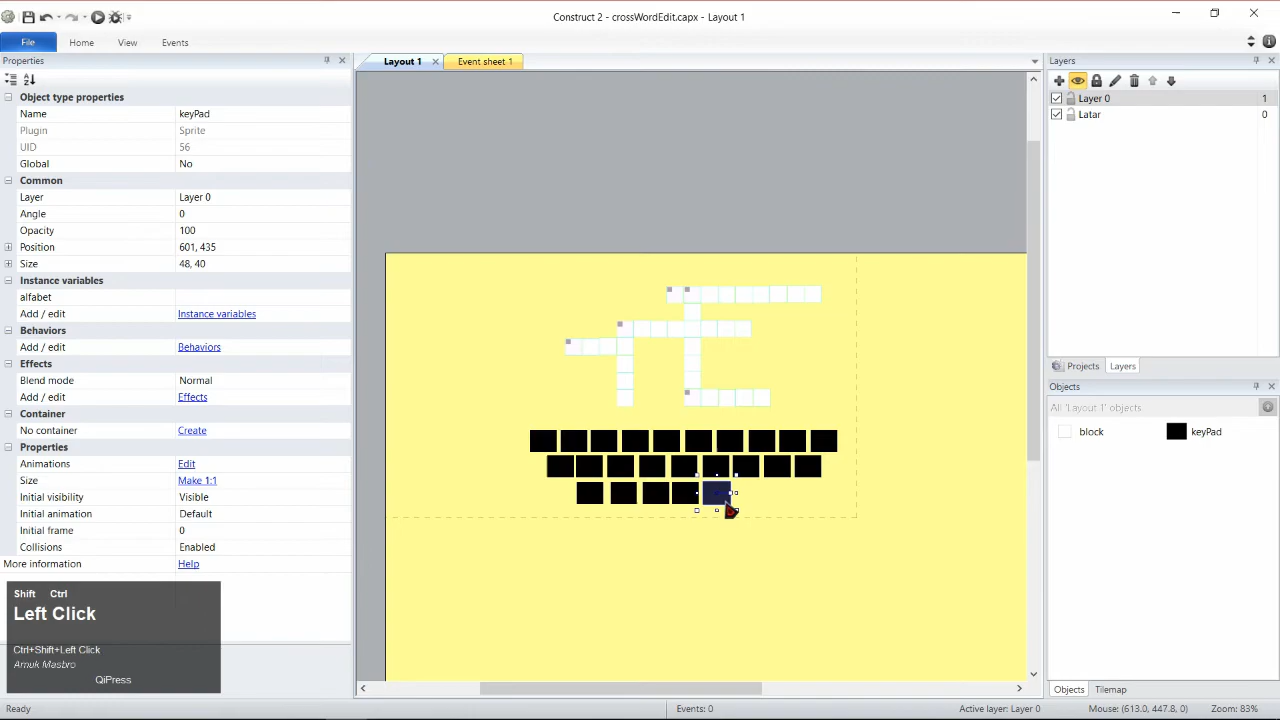 Construct 2 - crossWordEdit.capx - Layout 1
File
Home
View
Events
Properties
Layout 1
Event sheet 1
Layers
Object type properties
Name keyPad
Plugin Sprite
UID 56
Global No
Common
Layer Layer 0
Angle 0
Opacity 100
Position 601, 435
Size 48, 40
Instance variables
alfabet
Add / edit Instance variables
Behaviors
Add / edit Behaviors
Effects
Blend mode Normal
Add / edit Effects
Container
No container Create
Properties
Animations Edit
Size Make 1:1
Initial visibility Visible
Initial animation Default
Initial frame 0
Collisions Enabled
More information Help
Shift Ctrl
Left Click
Ctrl+Shift+Left Click
Arnuk Masbro
QiPress
Layer 0 1
Latar 0
Projects
Layers
Objects
All 'Layout 1' objects
block
keyPad
Objects
Tilemap
Ready
Events: 0
Active layer: Layer 0
Mouse: (613.0, 447.8, 0)
Zoom: 83%